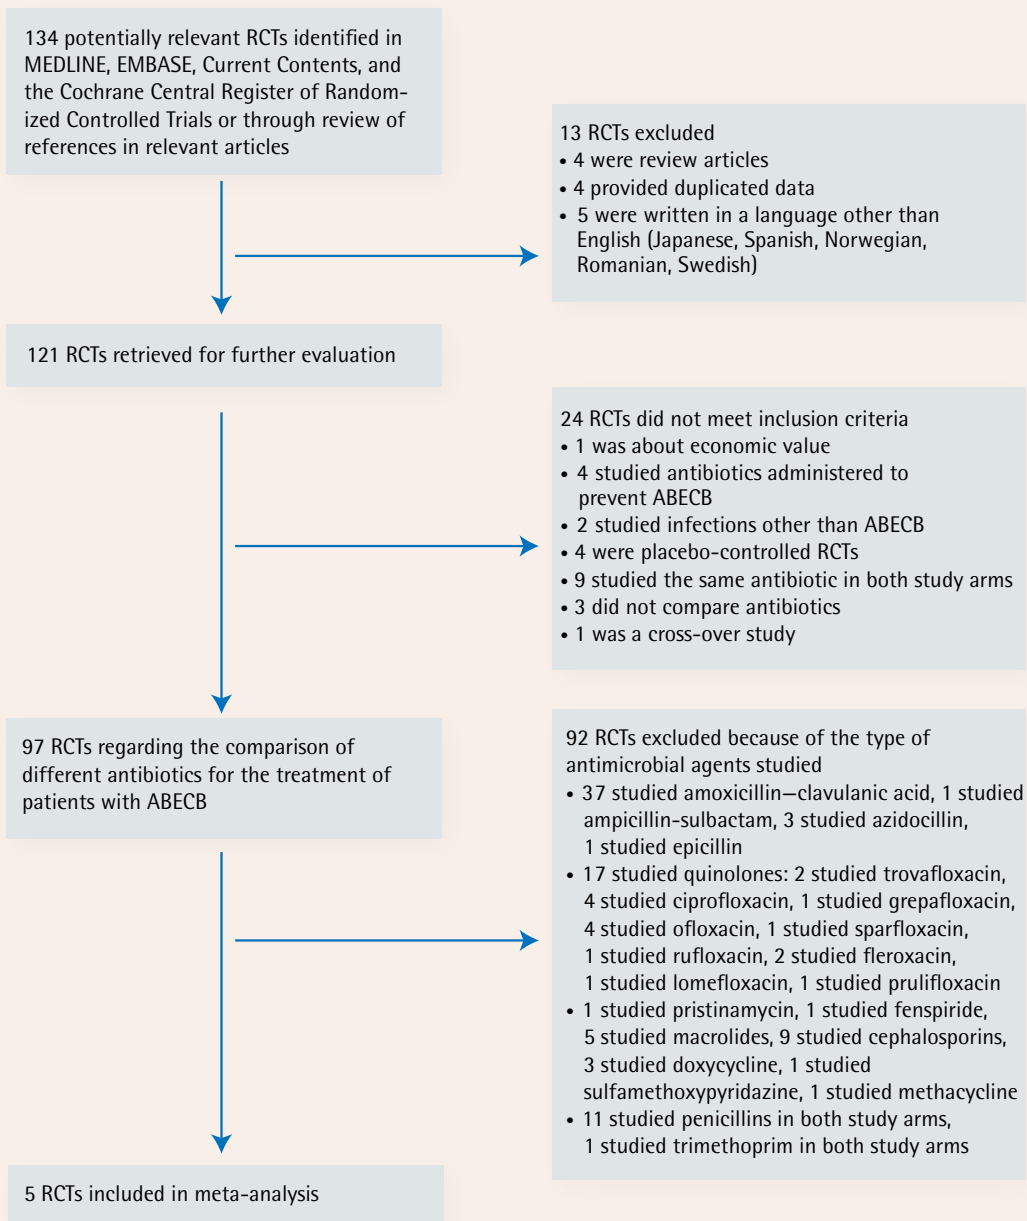 134 potentially relevant RCTs identified in
MEDLINE, EMBASE, Current Contents, and
the Cochrane Central Register of Random-
ized Controlled Trials or through review of
references in relevant articles
13 RCTs excluded
• 4 were review articles
• 4 provided duplicated data
• 5 were written in a language other than
English (Japanese, Spanish, Norwegian,
Romanian, Swedish)
121 RCTs retrieved for further evaluation
24 RCTs did not meet inclusion criteria
• 1 was about economic value
• 4 studied antibiotics administered to
prevent ABECB
• 2 studied infections other than ABECB
• 4 were placebo-controlled RCTs
• 9 studied the same antibiotic in both study arms
• 3 did not compare antibiotics
• 1 was a cross-over study
97 RCTs regarding the comparison of
different antibiotics for the treatment of
patients with ABECB
92 RCTs excluded because of the type of
antimicrobial agents studied
• 37 studied amoxicillin—clavulanic acid, 1 studied
ampicillin-sulbactam, 3 studied azidocillin,
1 studied epicillin
• 17 studied quinolones: 2 studied trovafloxacin,
4 studied ciprofloxacin, 1 studied grepafloxacin,
4 studied ofloxacin, 1 studied sparfloxacin,
1 studied rufloxacin, 2 studied fleroxacin,
1 studied lomefloxacin, 1 studied prulifloxacin
• 1 studied pristinamycin, 1 studied fenspiride,
5 studied macrolides, 9 studied cephalosporins,
3 studied doxycycline, 1 studied
sulfamethoxypyridazine, 1 studied methacycline
• 11 studied penicillins in both study arms,
1 studied trimethoprim in both study arms
5 RCTs included in meta-analysis